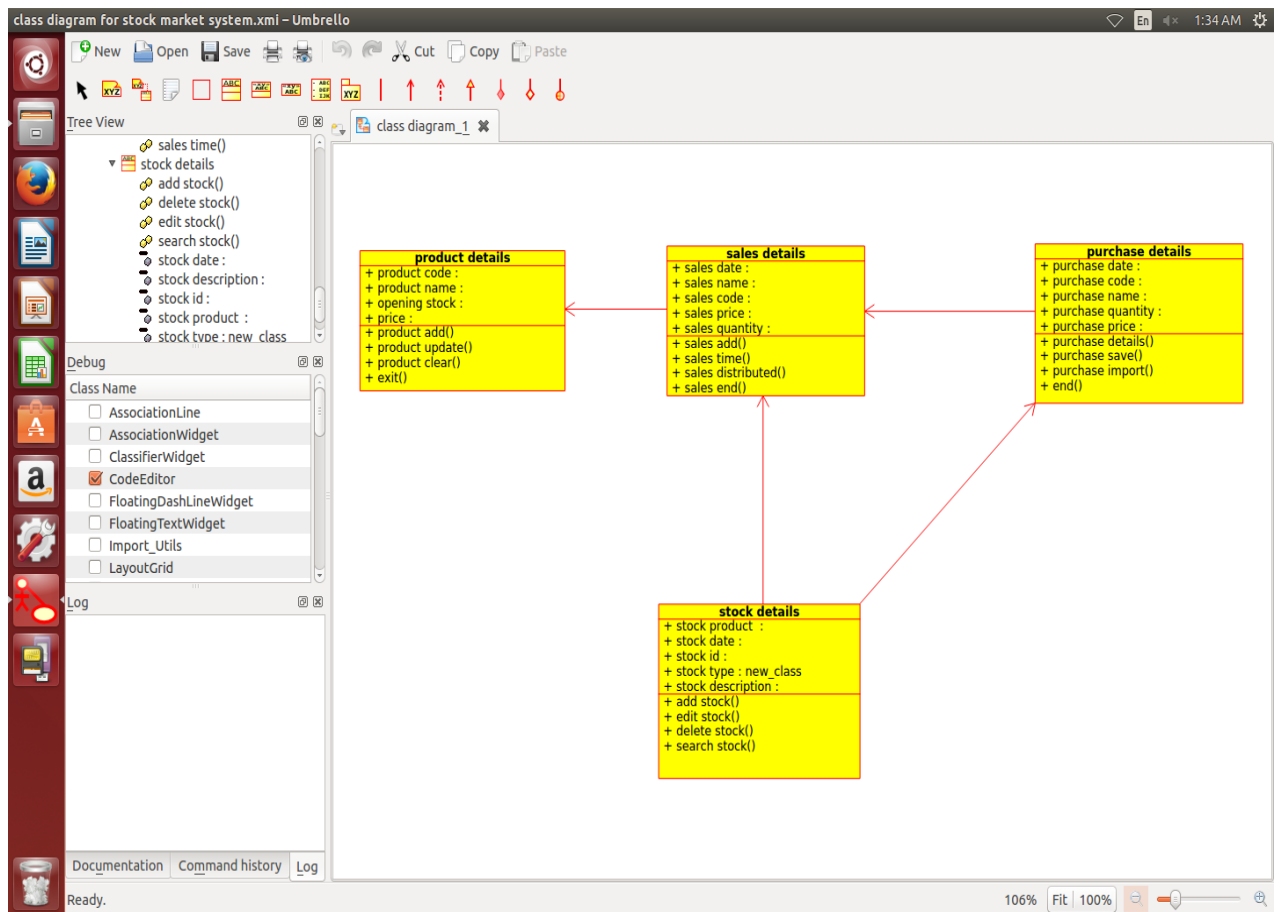 class diagram for stock market system.xmi – Umbrello
En
1:34 AM
New Open Save Cut Copy Paste
Tree View
class diagram_1
sales time()
stock details
add stock()
delete stock()
edit stock()
search stock()
stock date :
stock description :
stock id :
stock product :
stock type : new_class
Debug
Class Name
AssociationLine
AssociationWidget
ClassifierWidget
CodeEditor
FloatingDashLineWidget
FloatingTextWidget
Import_Utils
LayoutGrid
Log
Documentation Command history Log
Ready.
product details
+ product code :
+ product name :
+ opening stock :
+ price :
+ product add()
+ product update()
+ product clear()
+ exit()
sales details
+ sales date :
+ sales name :
+ sales code :
+ sales price :
+ sales quantity :
+ sales add()
+ sales time()
+ sales distributed()
+ sales end()
purchase details
+ purchase date :
+ purchase code :
+ purchase name :
+ purchase quantity :
+ purchase price :
+ purchase details()
+ purchase save()
+ purchase import()
+ end()
stock details
+ stock product :
+ stock date :
+ stock id :
+ stock type : new_class
+ stock description :
+ add stock()
+ edit stock()
+ delete stock()
+ search stock()
106% Fit 100%